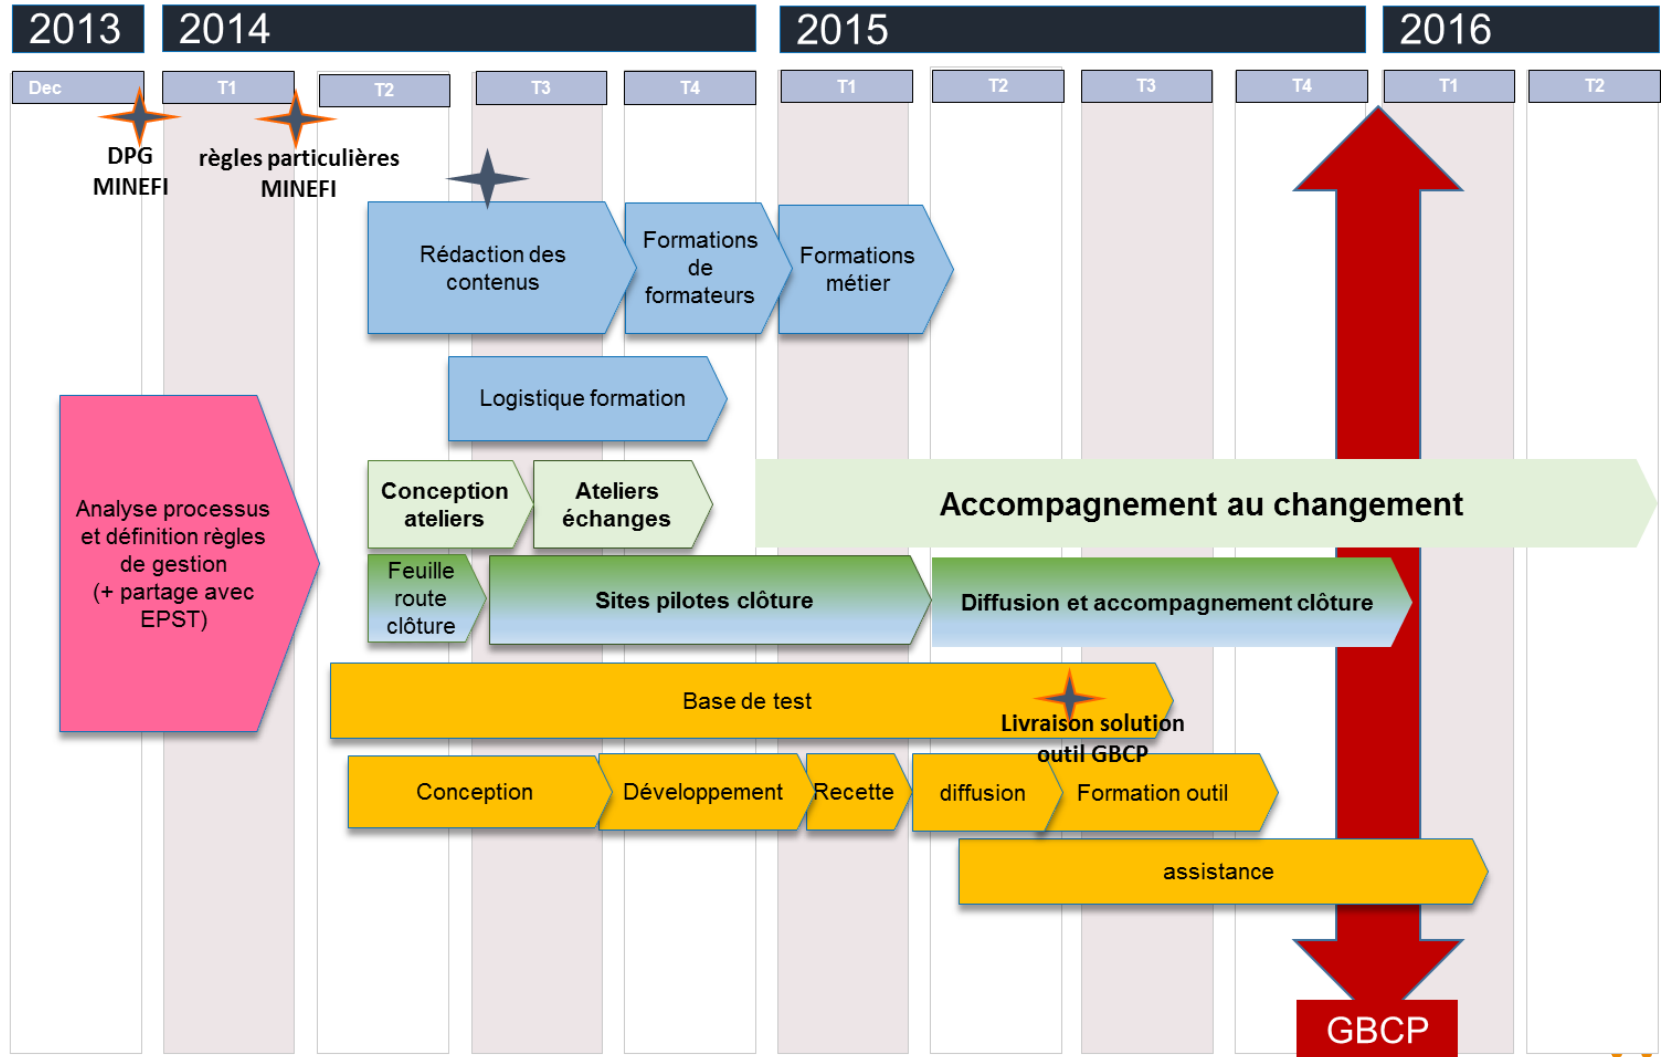 2013
2014
2015
2016
Dec
T1
T2
T3
T4
T1
T2
T3
T4
T1
T2
DPG
MINEFI
règles particulières
MINEFI
Rédaction des
contenus
Formations
de
formateurs
Formations
métier
Logistique formation
Analyse processus
et définition règles
de gestion
(+ partage avec
EPST)
Conception
ateliers
Ateliers
échanges
Accompagnement au changement
Feuille
route
clôture
Sites pilotes clôture
Diffusion et accompagnement clôture
Base de test
Livraison solution
outil GBCP
Conception
Développement
Recette
diffusion
Formation outil
assistance
GBCP